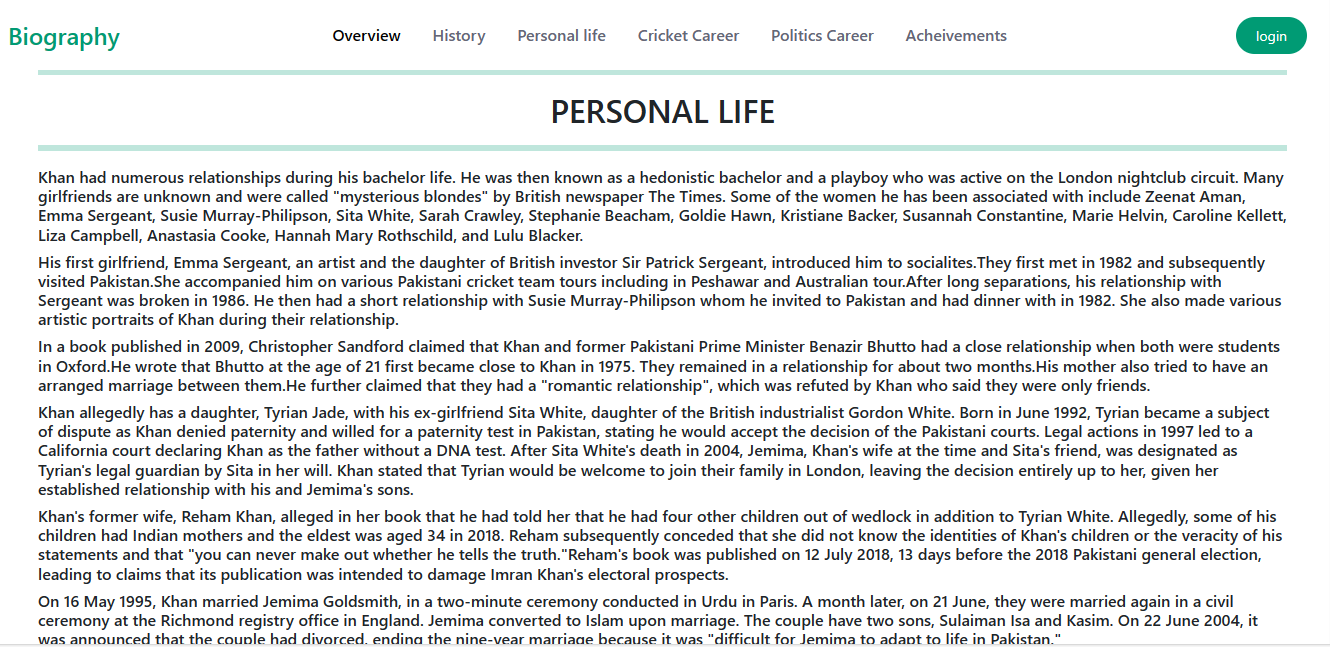 Biography
Overview
History
Personal life
Cricket Career
Politics Career
Acheivements
login
PERSONAL LIFE
Khan had numerous relationships during his bachelor life. He was then known as a hedonistic bachelor and a playboy who was active on the London nightclub circuit. Many
girlfriends are unknown and were called "mysterious blondes" by British newspaper The Times. Some of the women he has been associated with include Zeenat Aman,
Emma Sergeant, Susie Murray-Philipson, Sita White, Sarah Crawley, Stephanie Beacham, Goldie Hawn, Kristiane Backer, Susannah Constantine, Marie Helvin, Caroline Kellett,
Liza Campbell, Anastasia Cooke, Hannah Mary Rothschild, and Lulu Blacker.
His first girlfriend, Emma Sergeant, an artist and the daughter of British investor Sir Patrick Sergeant, introduced him to socialites.They first met in 1982 and subsequently
visited Pakistan.She accompanied him on various Pakistani cricket team tours including in Peshawar and Australian tour.After long separations, his relationship with
Sergeant was broken in 1986. He then had a short relationship with Susie Murray-Philipson whom he invited to Pakistan and had dinner with in 1982. She also made various
artistic portraits of Khan during their relationship.
In a book published in 2009, Christopher Sandford claimed that Khan and former Pakistani Prime Minister Benazir Bhutto had a close relationship when both were students
in Oxford.He wrote that Bhutto at the age of 21 first became close to Khan in 1975. They remained in a relationship for about two months.His mother also tried to have an
arranged marriage between them.He further claimed that they had a "romantic relationship", which was refuted by Khan who said they were only friends.
Khan allegedly has a daughter, Tyrian Jade, with his ex-girlfriend Sita White, daughter of the British industrialist Gordon White. Born in June 1992, Tyrian became a subject
of dispute as Khan denied paternity and willed for a paternity test in Pakistan, stating he would accept the decision of the Pakistani courts. Legal actions in 1997 led to a
California court declaring Khan as the father without a DNA test. After Sita White's death in 2004, Jemima, Khan's wife at the time and Sita's friend, was designated as
Tyrian's legal guardian by Sita in her will. Khan stated that Tyrian would be welcome to join their family in London, leaving the decision entirely up to her, given her
established relationship with his and Jemima's sons.
Khan's former wife, Reham Khan, alleged in her book that he had told her that he had four other children out of wedlock in addition to Tyrian White. Allegedly, some of his
children had Indian mothers and the eldest was aged 34 in 2018. Reham subsequently conceded that she did not know the identities of Khan's children or the veracity of his
statements and that "you can never make out whether he tells the truth."Reham's book was published on 12 July 2018, 13 days before the 2018 Pakistani general election,
leading to claims that its publication was intended to damage Imran Khan's electoral prospects.
On 16 May 1995, Khan married Jemima Goldsmith, in a two-minute ceremony conducted in Urdu in Paris. A month later, on 21 June, they were married again in a civil
ceremony at the Richmond registry office in England. Jemima converted to Islam upon marriage. The couple have two sons, Sulaiman Isa and Kasim. On 22 June 2004, it
was announced that the couple had divorced, ending the nine-year marriage because it was "difficult for Jemima to adapt to life in Pakistan."